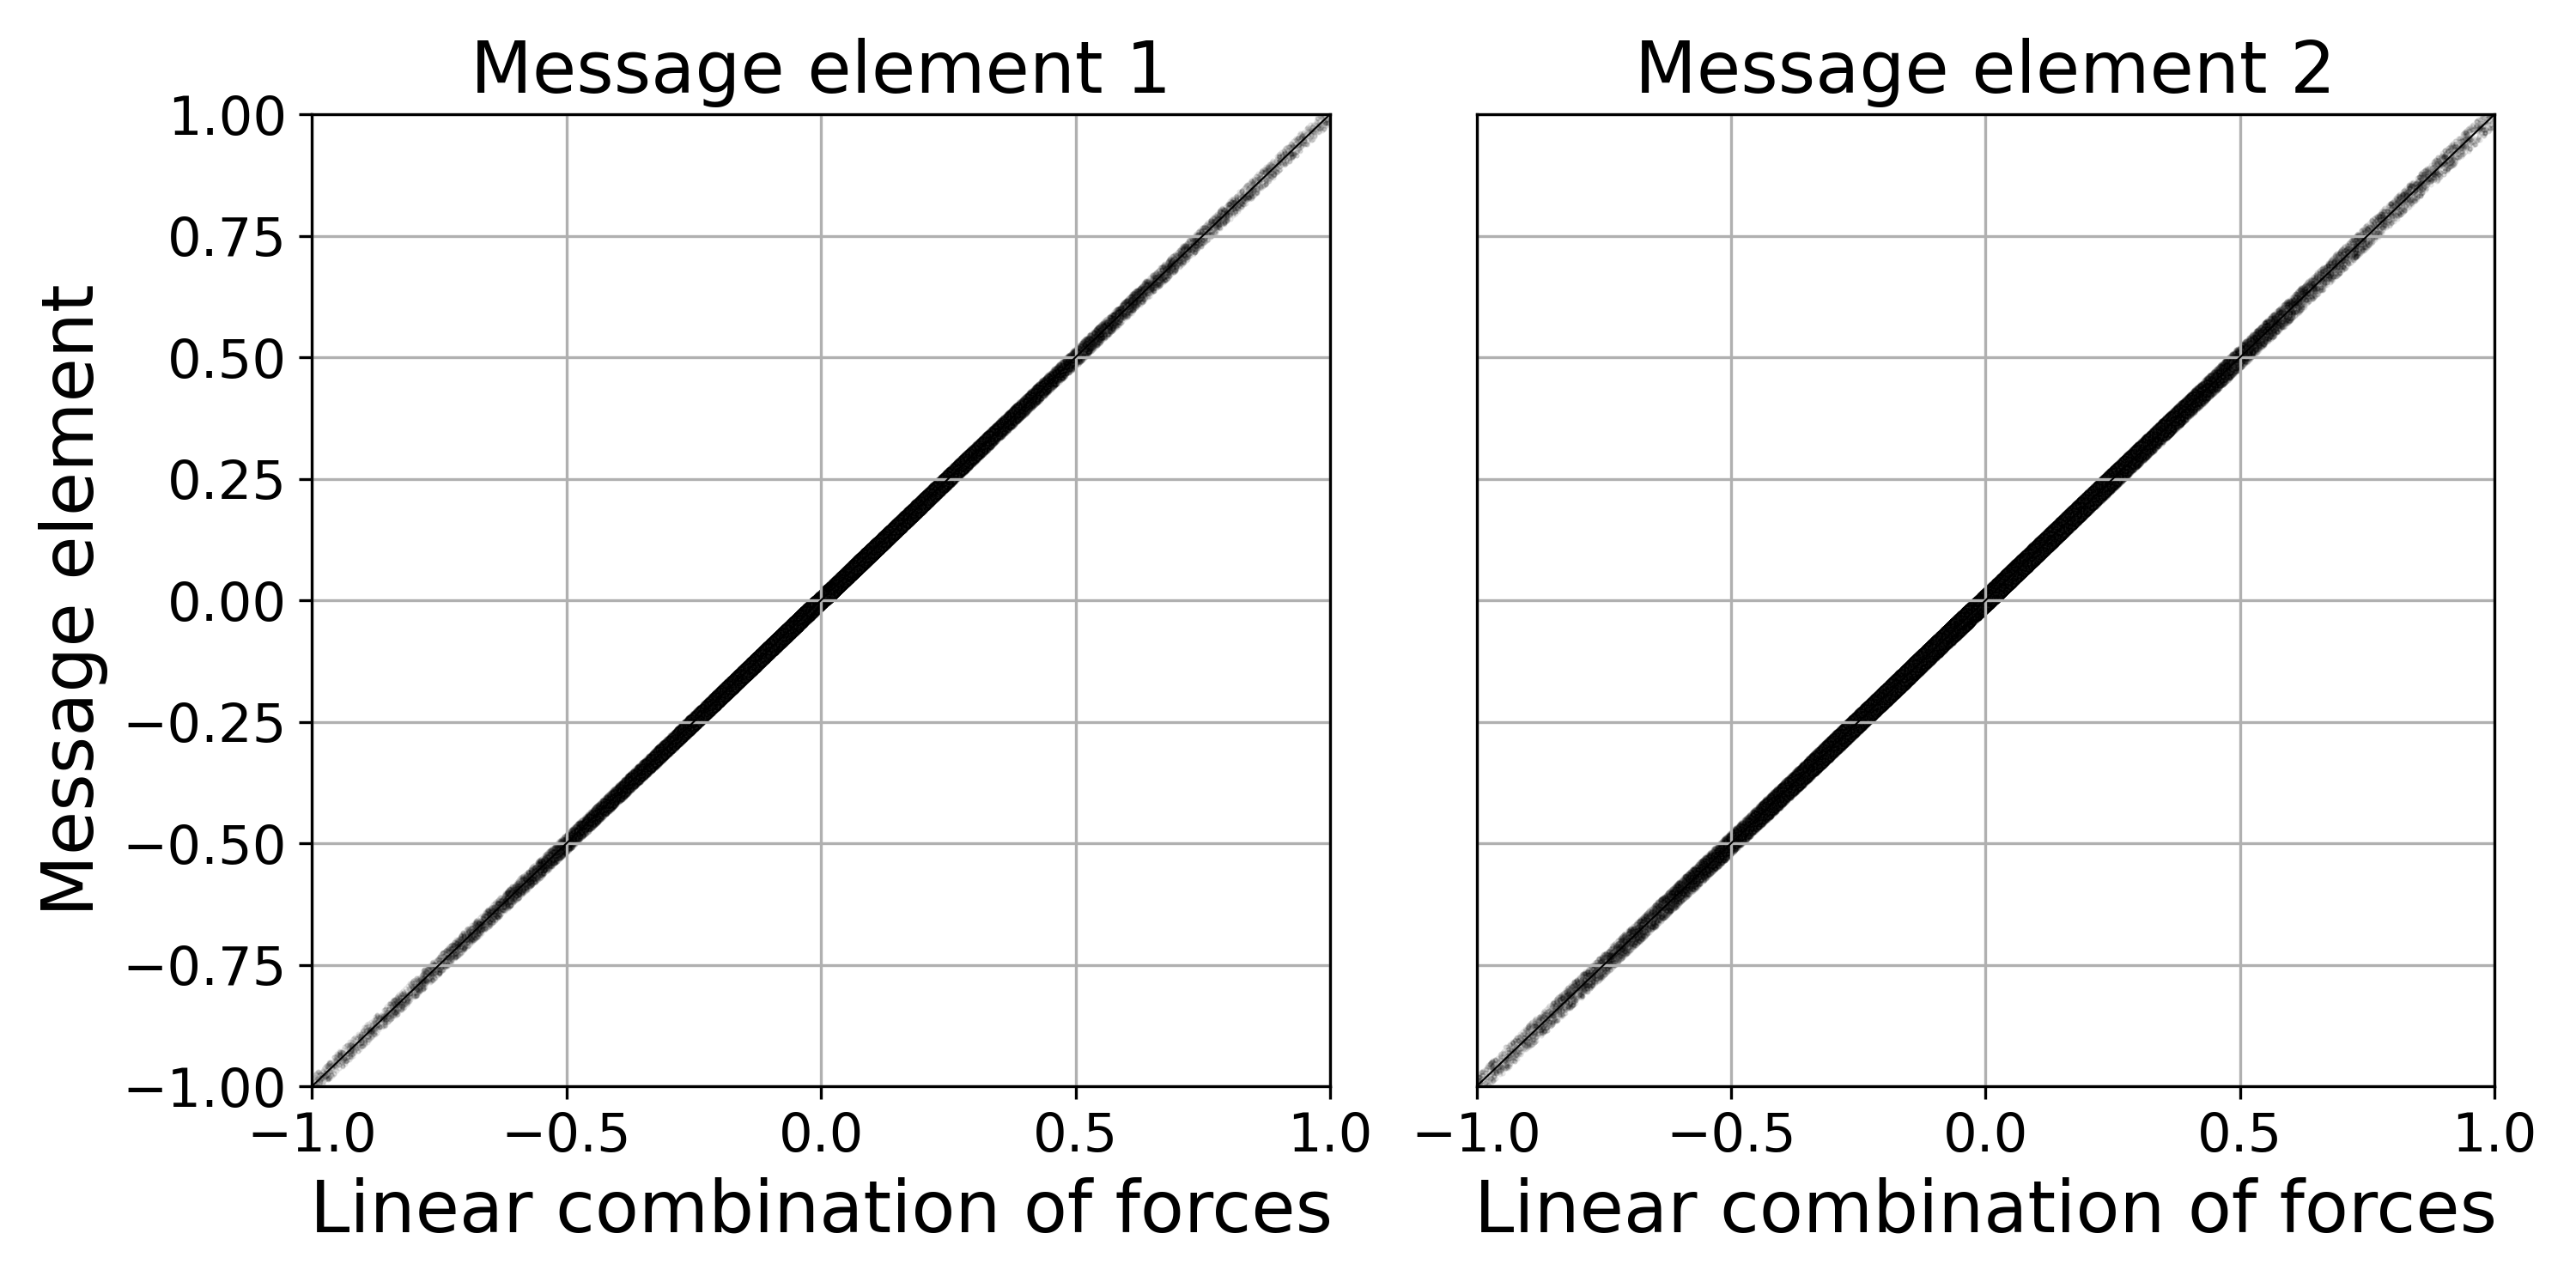 Message element 1
Message element 2
Message element
1.00
0.75
0.50
0.25
0.00
−0.25
−0.50
−0.75
−1.00
−1.0 −0.5 0.0 0.5 1.0
−1.0 −0.5 0.0 0.5 1.0
Linear combination of forces
Linear combination of forces